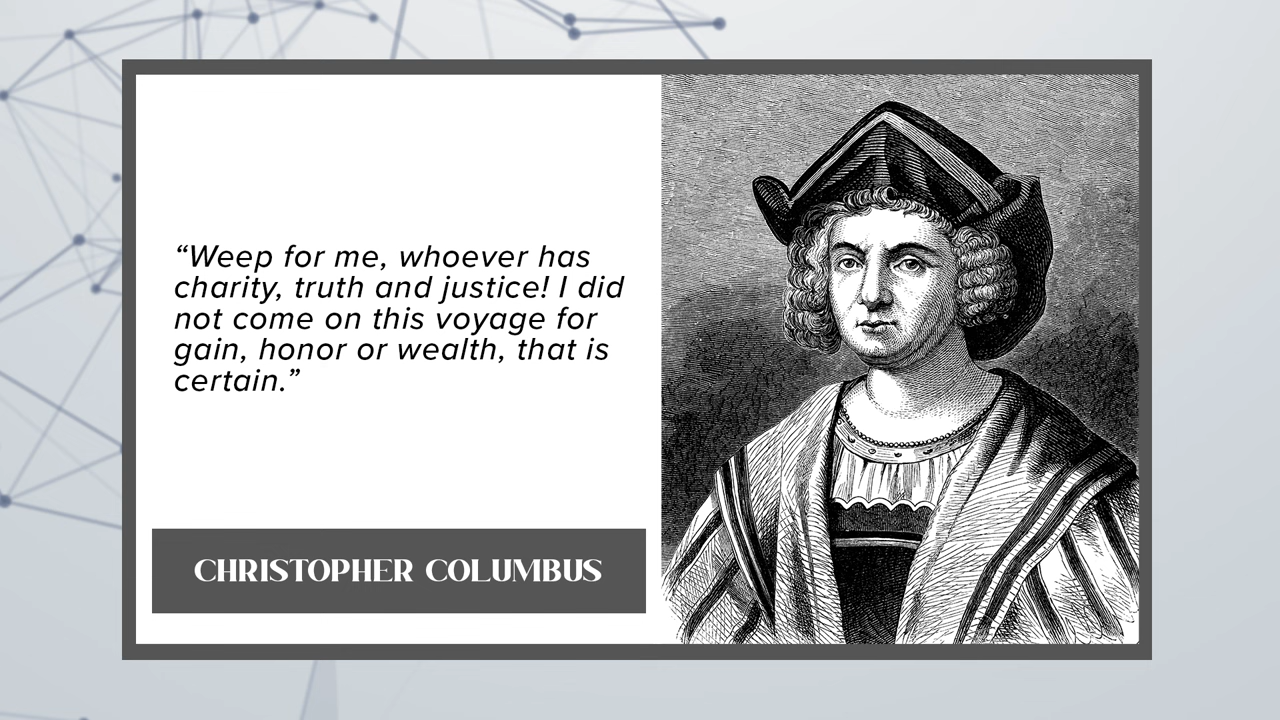 “Weep for me, whoever has
charity, truth and justice! I did
not come on this voyage for
gain, honor or wealth, that is
certain.”
CHRISTOPHER COLUMBUS